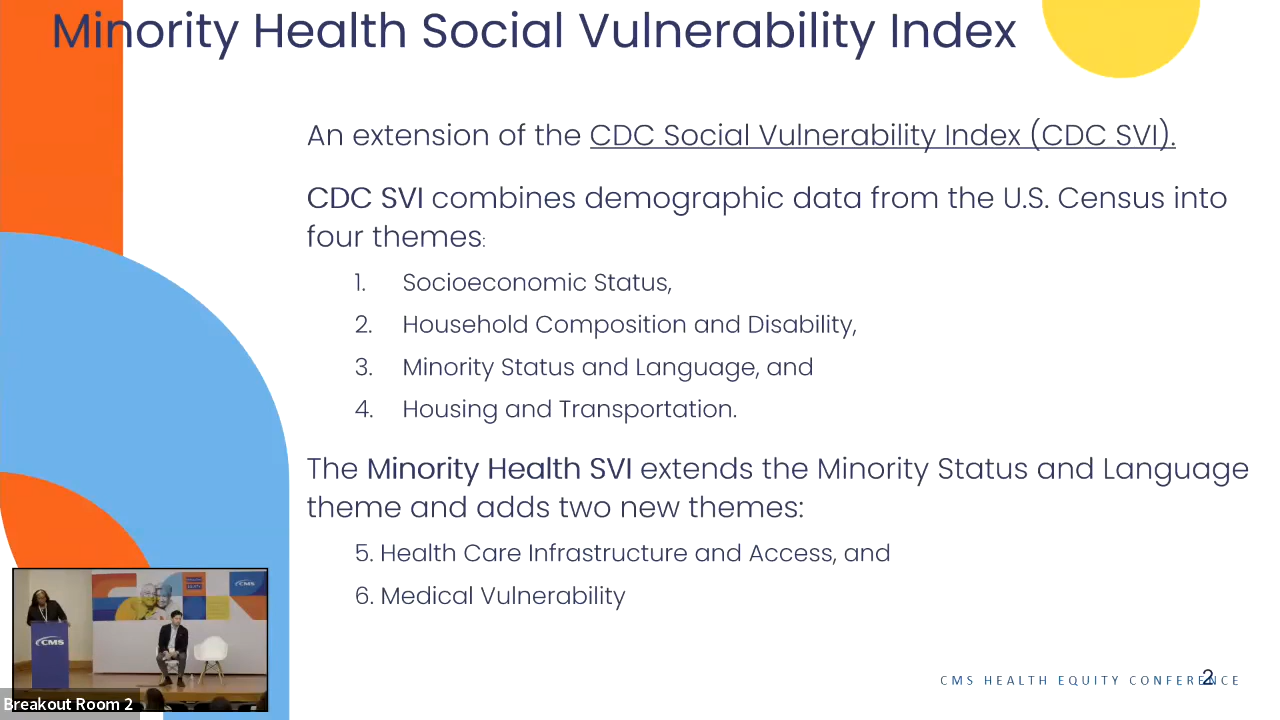 Minority Health Social Vulnerability Index
An extension of the CDC Social Vulnerability Index (CDC SVI).
CDC SVI combines demographic data from the U.S. Census into
four themes:
1. Socioeconomic Status,
2. Household Composition and Disability,
3. Minority Status and Language, and
4. Housing and Transportation.
The Minority Health SVI extends the Minority Status and Language
theme and adds two new themes:
5. Health Care Infrastructure and Access, and
6. Medical Vulnerability
CMS
CMS
Breakout Room 2
CMS HEALTH EQUITY CONFERENCE
2